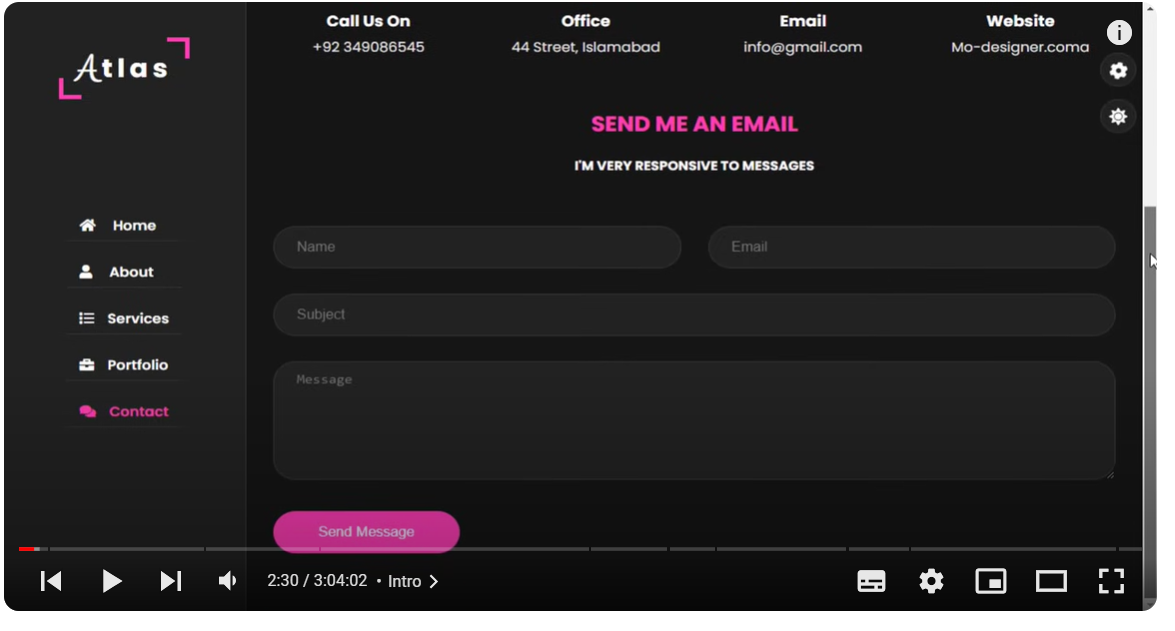 Atlas
Home
About
Services
Portfolio
Contact
Call Us On
+92 349086545
Office
44 Street, Islamabad
Email
info@gmail.com
Website
Mo-designer.coma
SEND ME AN EMAIL
I'M VERY RESPONSIVE TO MESSAGES
Name
Email
Subject
Message
Send Message
2:30 / 3:04:02 • Intro